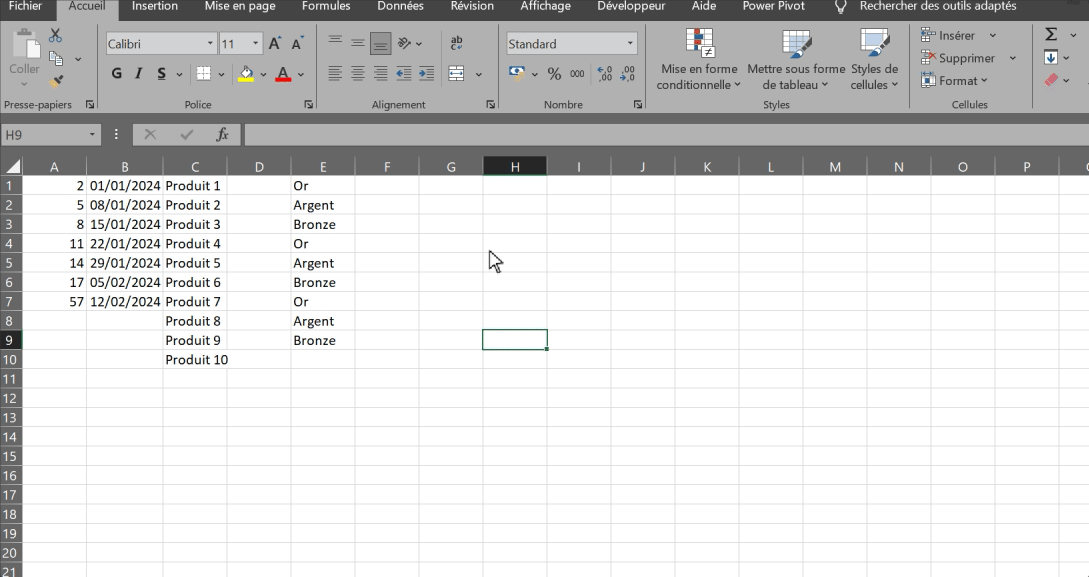 Fichier Accueil Insertion Mise en page Formules Données Révision Affichage Développeur Aide Power Pivot Rechercher des outils adaptés
Coller
Calibri 11 A A
G I S A
ab
Standard
% 000
Mise en forme conditionnelle
Mettre sous forme de tableau
Styles de cellules
Insérer
Supprimer
Format
Σ
Presse-papiers Police Alignement Nombre Styles Cellules
H9 fx
A B C D E F G H I J K L M N O P
1 2 01/01/2024 Produit 1 Or
2 5 08/01/2024 Produit 2 Argent
3 8 15/01/2024 Produit 3 Bronze
4 11 22/01/2024 Produit 4 Or
5 14 29/01/2024 Produit 5 Argent
6 17 05/02/2024 Produit 6 Bronze
7 57 12/02/2024 Produit 7 Or
8 Produit 8 Argent
9 Produit 9 Bronze
10 Produit 10
11
12
13
14
15
16
17
18
19
20
21